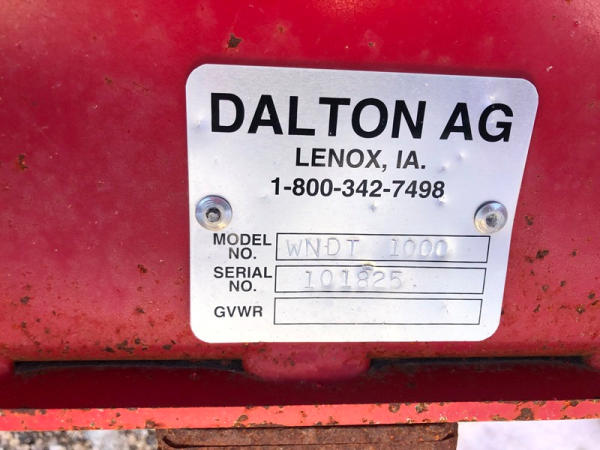 DALTON AG
LENOX, IA.
1-800-342-7498
MODEL NO. WNDT 1000
SERIAL NO. 101825
GVWR